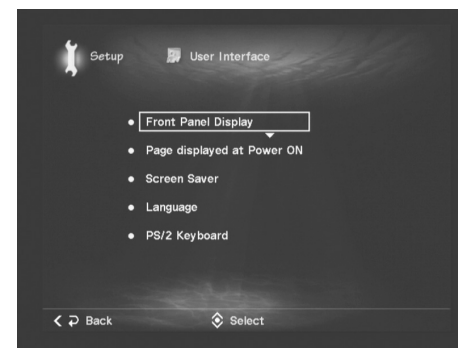 Setup User Interface
Front Panel Display
Page displayed at Power ON
Screen Saver
Language
PS/2 Keyboard
Back Select